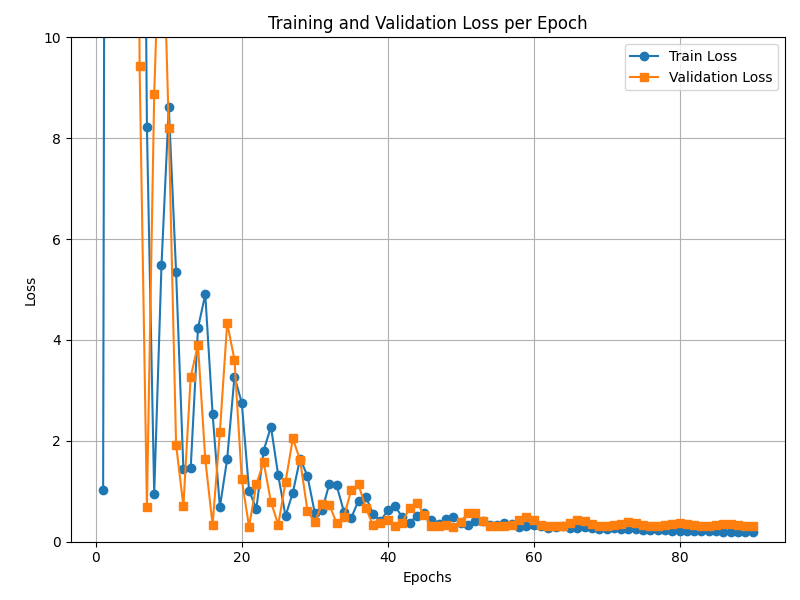 Training and Validation Loss per Epoch
Train Loss
Validation Loss
10
8
6
4
2
0
Loss
0 20 40 60 80
Epochs